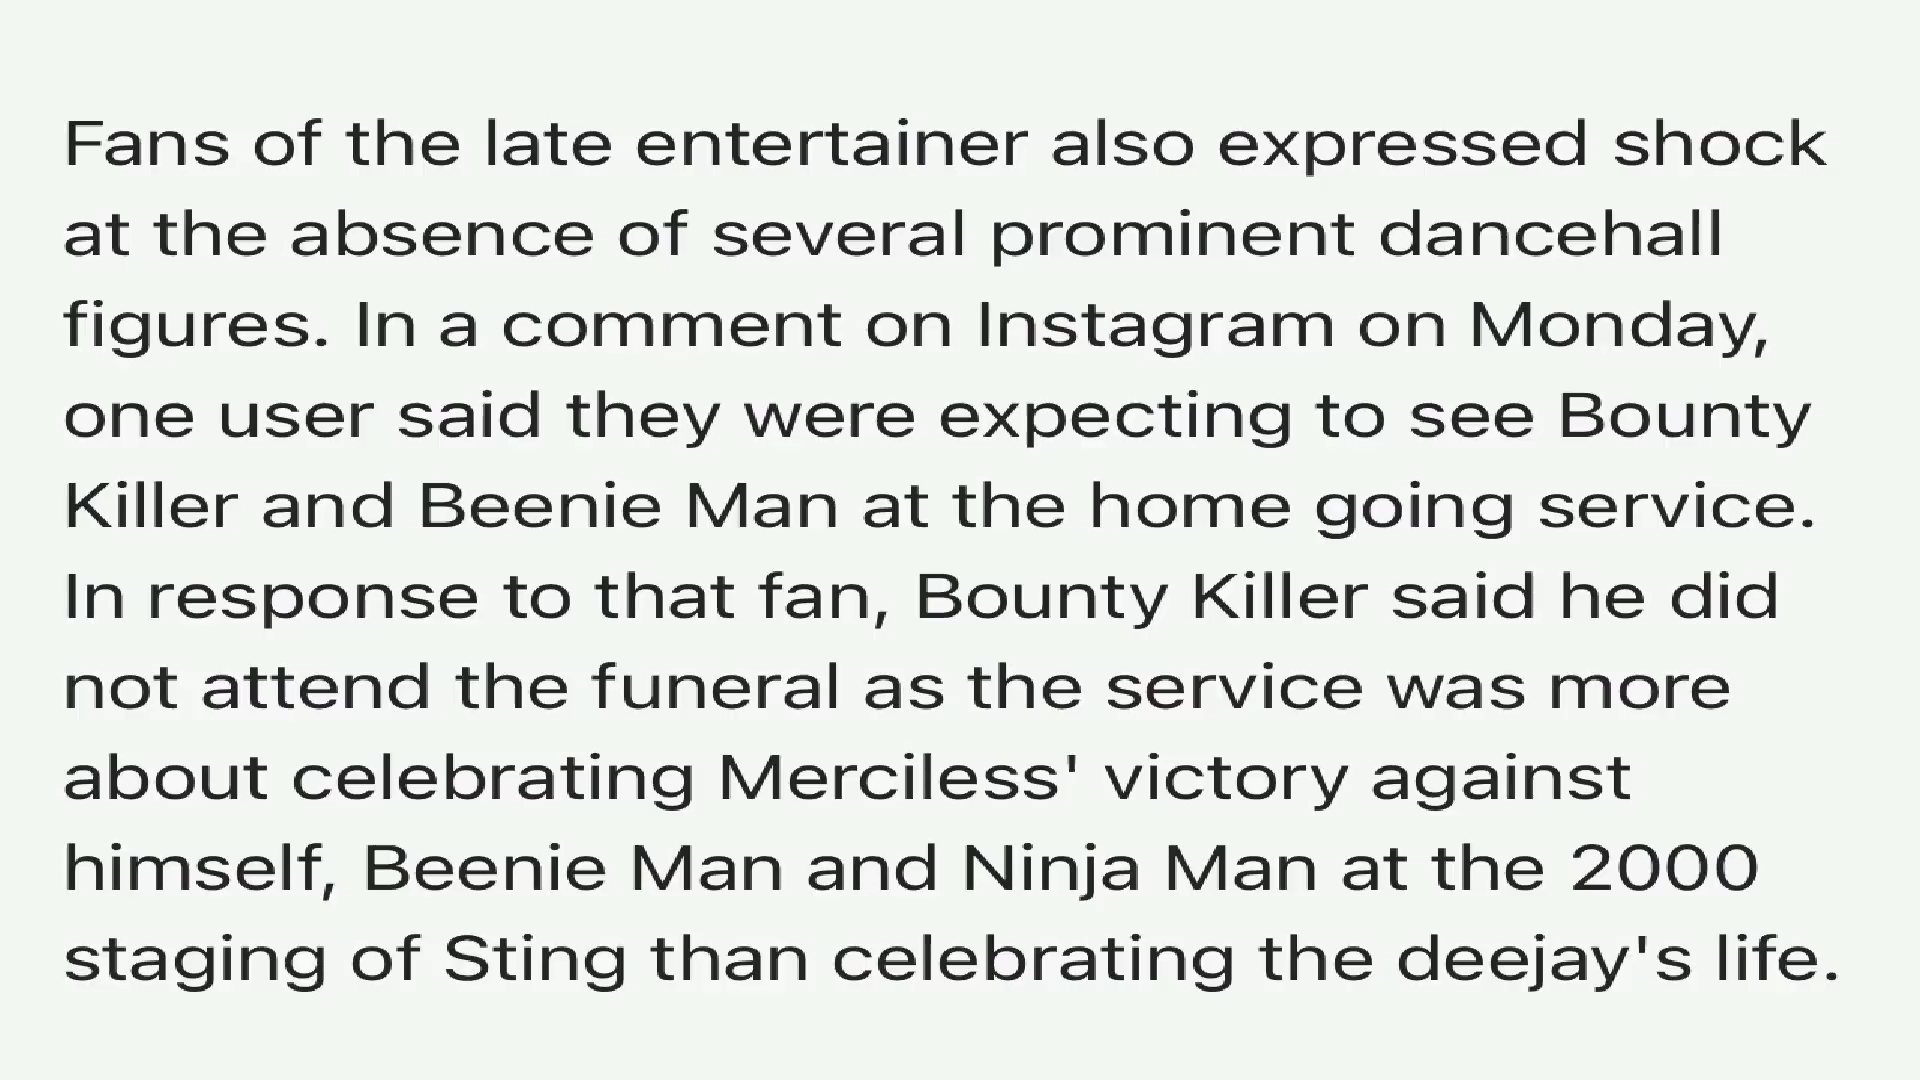 Fans of the late entertainer also expressed shock
at the absence of several prominent dancehall
figures. In a comment on Instagram on Monday,
one user said they were expecting to see Bounty
Killer and Beenie Man at the home going service.
In response to that fan, Bounty Killer said he did
not attend the funeral as the service was more
about celebrating Merciless' victory against
himself, Beenie Man and Ninja Man at the 2000
staging of Sting than celebrating the deejay's life.